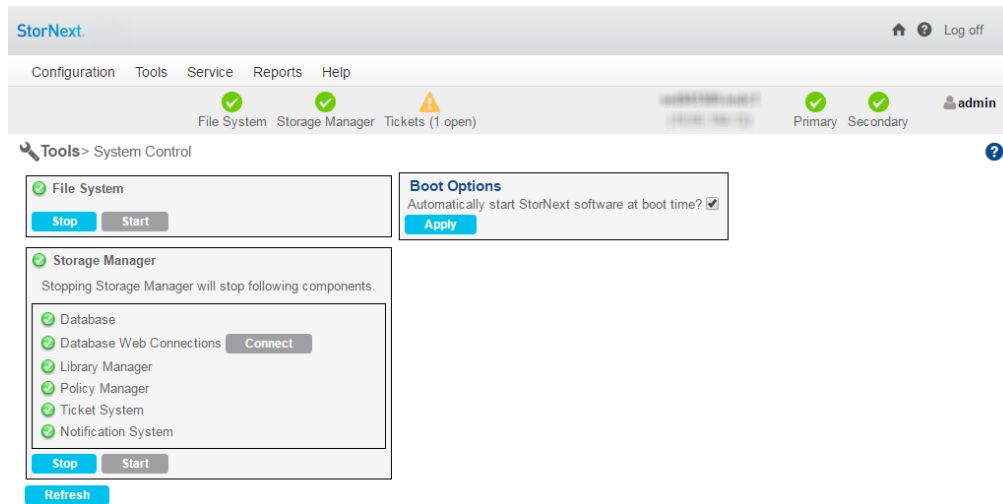 StorNext.
Log off
Configuration Tools Service Reports Help
File System Storage Manager Tickets (1 open) Primary Secondary admin
Tools> System Control
File System
Stop Start
Boot Options
Automatically start StorNext software at boot time?
Apply
Storage Manager
Stopping Storage Manager will stop following components.
Database
Database Web Connections Connect
Library Manager
Policy Manager
Ticket System
Notification System
Stop Start
Refresh